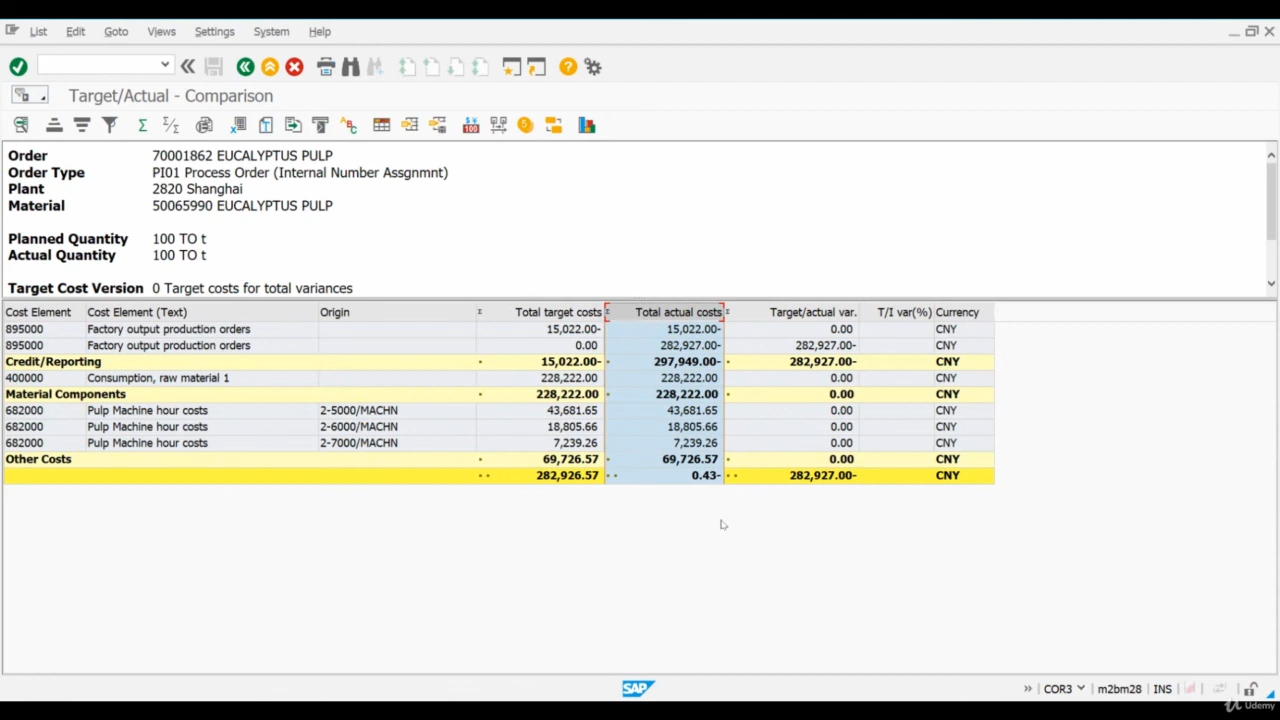 List Edit Goto Views Settings System Help
Target/Actual - Comparison
Order 70001862 EUCALYPTUS PULP
Order Type PI01 Process Order (Internal Number Assgnmnt)
Plant 2820 Shanghai
Material 50065990 EUCALYPTUS PULP
Planned Quantity 100 TO t
Actual Quantity 100 TO t
Target Cost Version 0 Target costs for total variances
Cost Element Cost Element (Text) Origin Σ Total target costs Σ Total actual costs Σ Target/actual var. T/I var(%) Currency
895000 Factory output production orders 15,022.00- 15,022.00- 0.00 CNY
895000 Factory output production orders 0.00 282,927.00- 282,927.00- CNY
Credit/Reporting 15,022.00- 297,949.00- 282,927.00- CNY
400000 Consumption, raw material 1 228,222.00 228,222.00 0.00 CNY
Material Components 228,222.00 228,222.00 0.00 CNY
682000 Pulp Machine hour costs 2-5000/MACHN 43,681.65 43,681.65 0.00 CNY
682000 Pulp Machine hour costs 2-6000/MACHN 18,805.66 18,805.66 0.00 CNY
682000 Pulp Machine hour costs 2-7000/MACHN 7,239.26 7,239.26 0.00 CNY
Other Costs 69,726.57 69,726.57 0.00 CNY
282,926.57 0.43- 282,927.00- CNY
SAP COR3 m2bm28 INS
Udemy